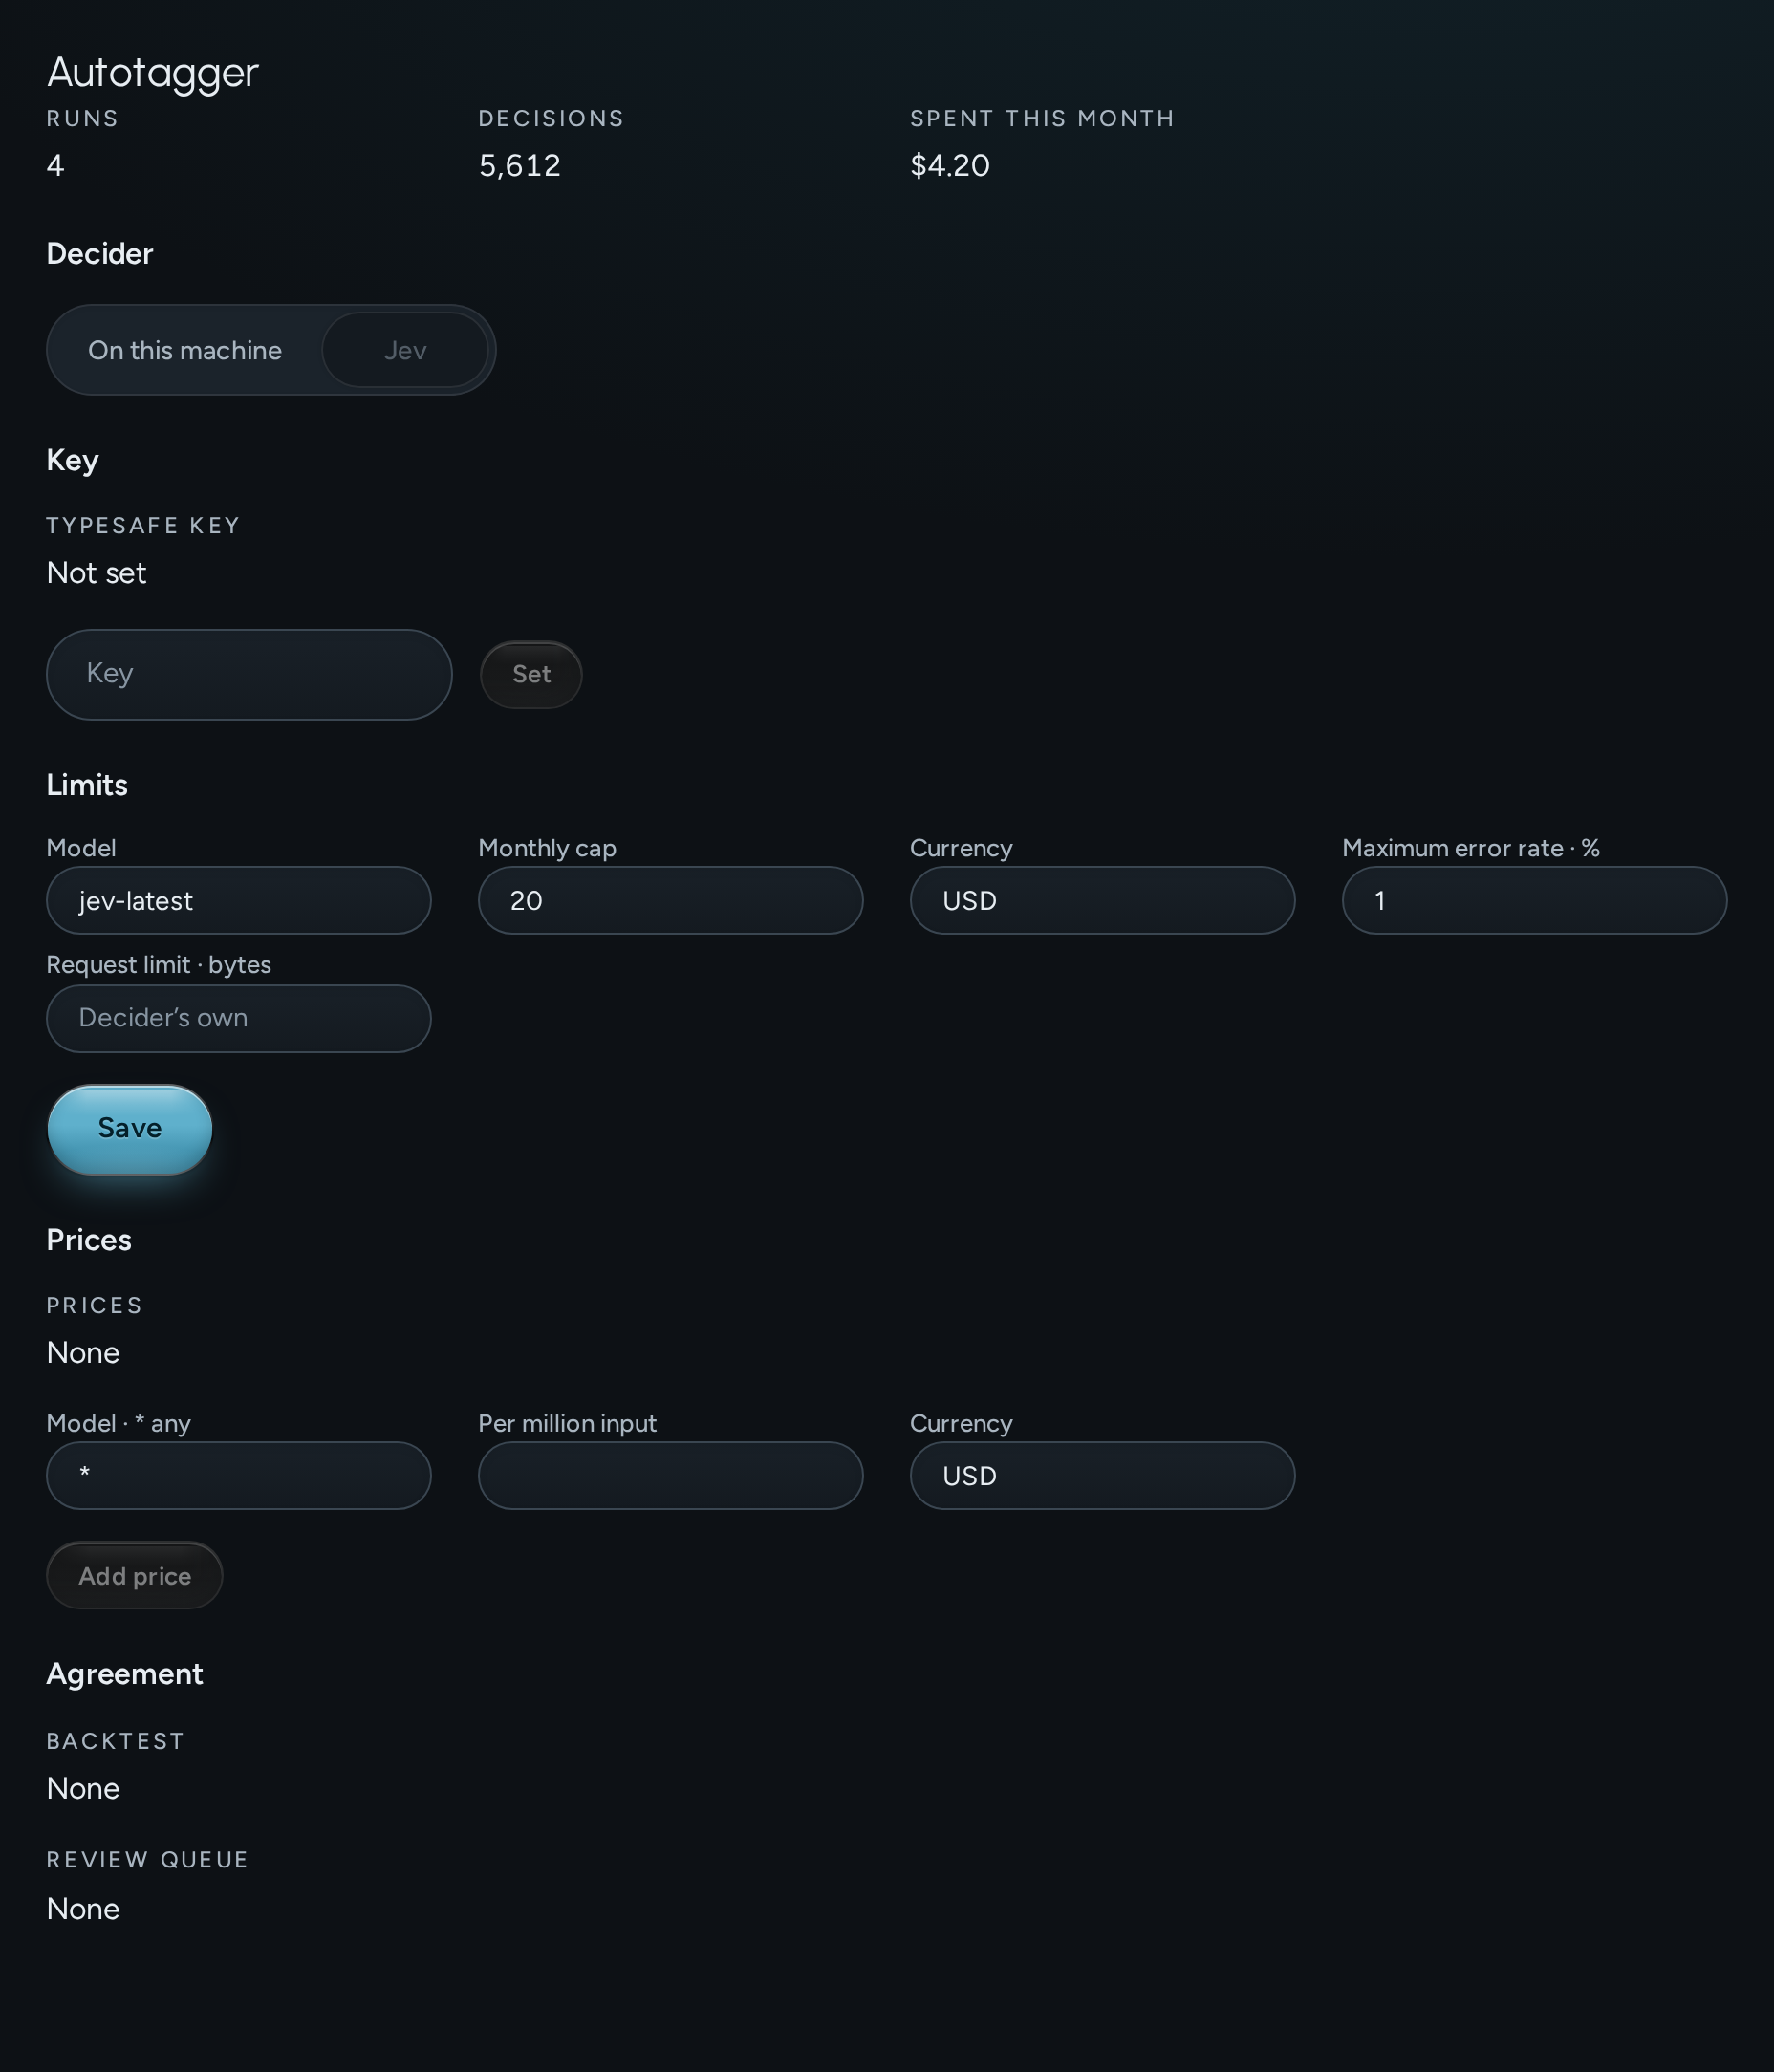 Autotagger
RUNS
4
DECISIONS
5,612
SPENT THIS MONTH
$4.20
Decider
On this machine
Jev
Key
TYPESAFE KEY
Not set
Key
Set
Limits
Model
jev-latest
Monthly cap
20
Currency
USD
Maximum error rate · %
1
Request limit · bytes
Decider’s own
Save
Prices
PRICES
None
Model · * any
*
Per million input
Currency
USD
Add price
Agreement
BACKTEST
None
REVIEW QUEUE
None